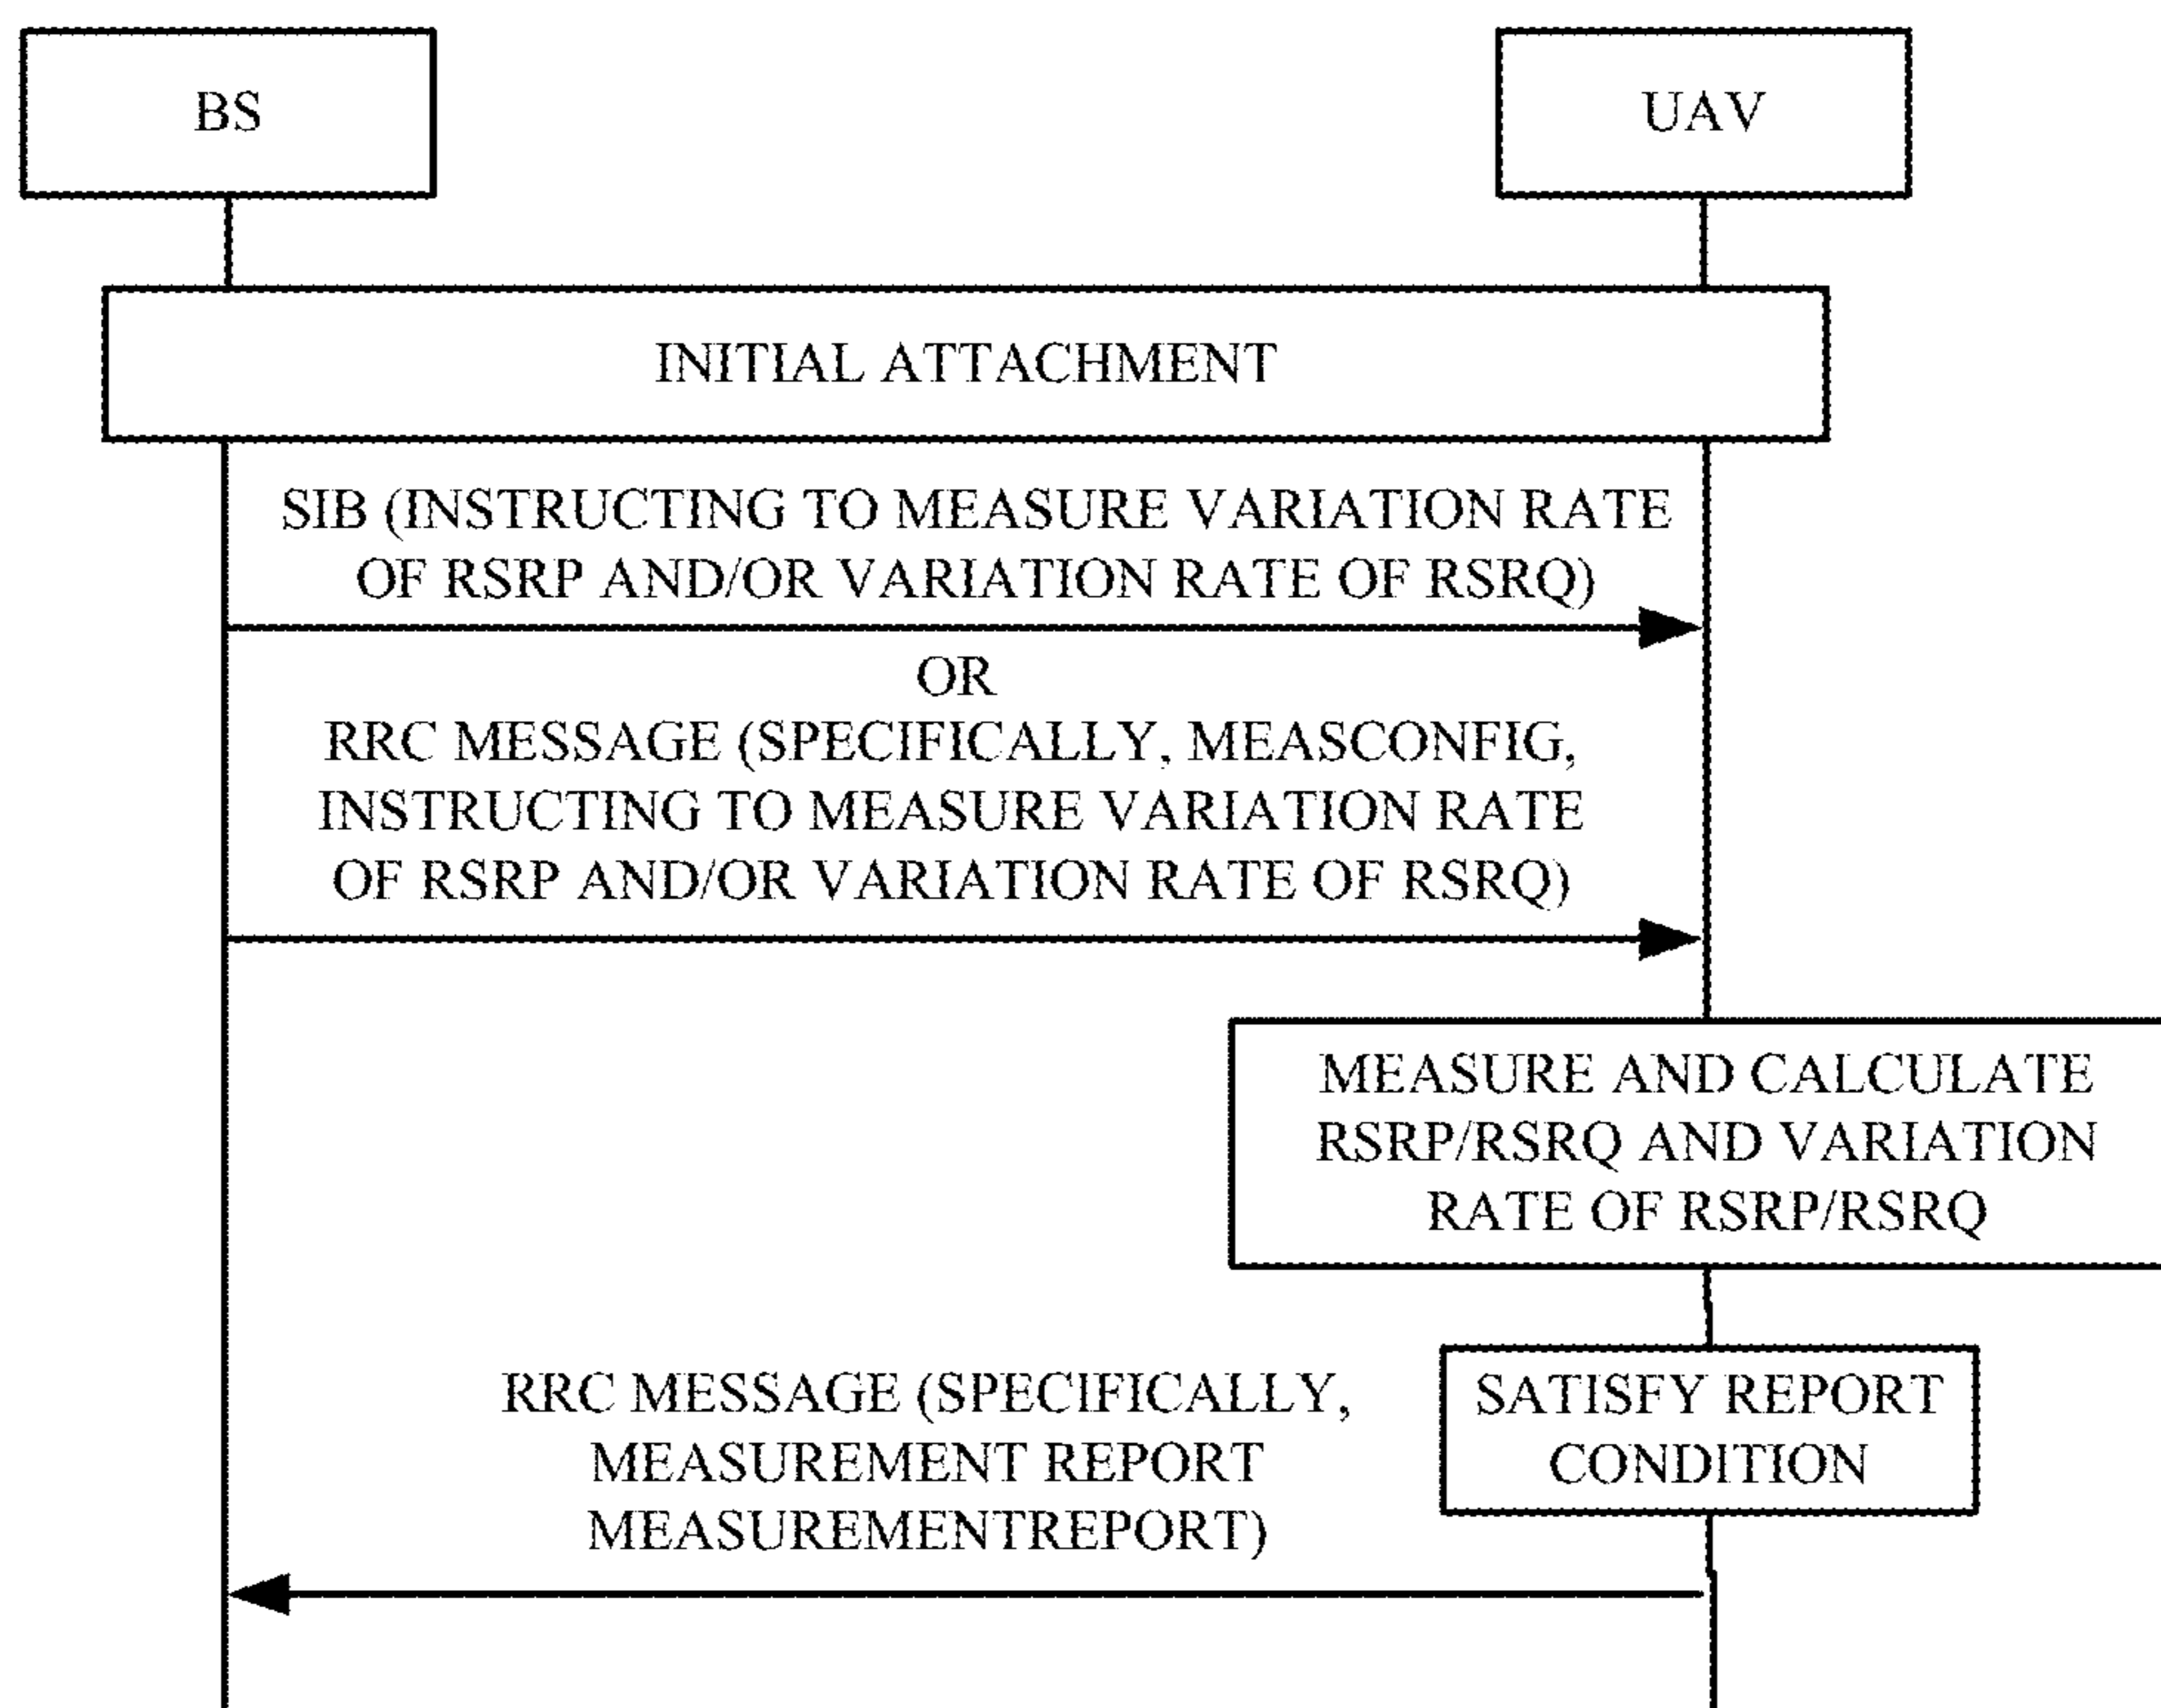 BS
UAV
INITIAL ATTACHMENT
SIB (INSTRUCTING TO MEASURE VARIATION RATE
OF RSRP AND/OR VARIATION RATE OF RSRQ)
OR
RRC MESSAGE (SPECIFICALLY, MEASCONFIG,
INSTRUCTING TO MEASURE VARIATION RATE
OF RSRP AND/OR VARIATION RATE OF RSRQ)
MEASURE AND CALCULATE
RSRP/RSRQ AND VARIATION
RATE OF RSRP/RSRQ
SATISFY REPORT
CONDITION
RRC MESSAGE (SPECIFICALLY,
MEASUREMENT REPORT
MEASUREMENTREPORT)